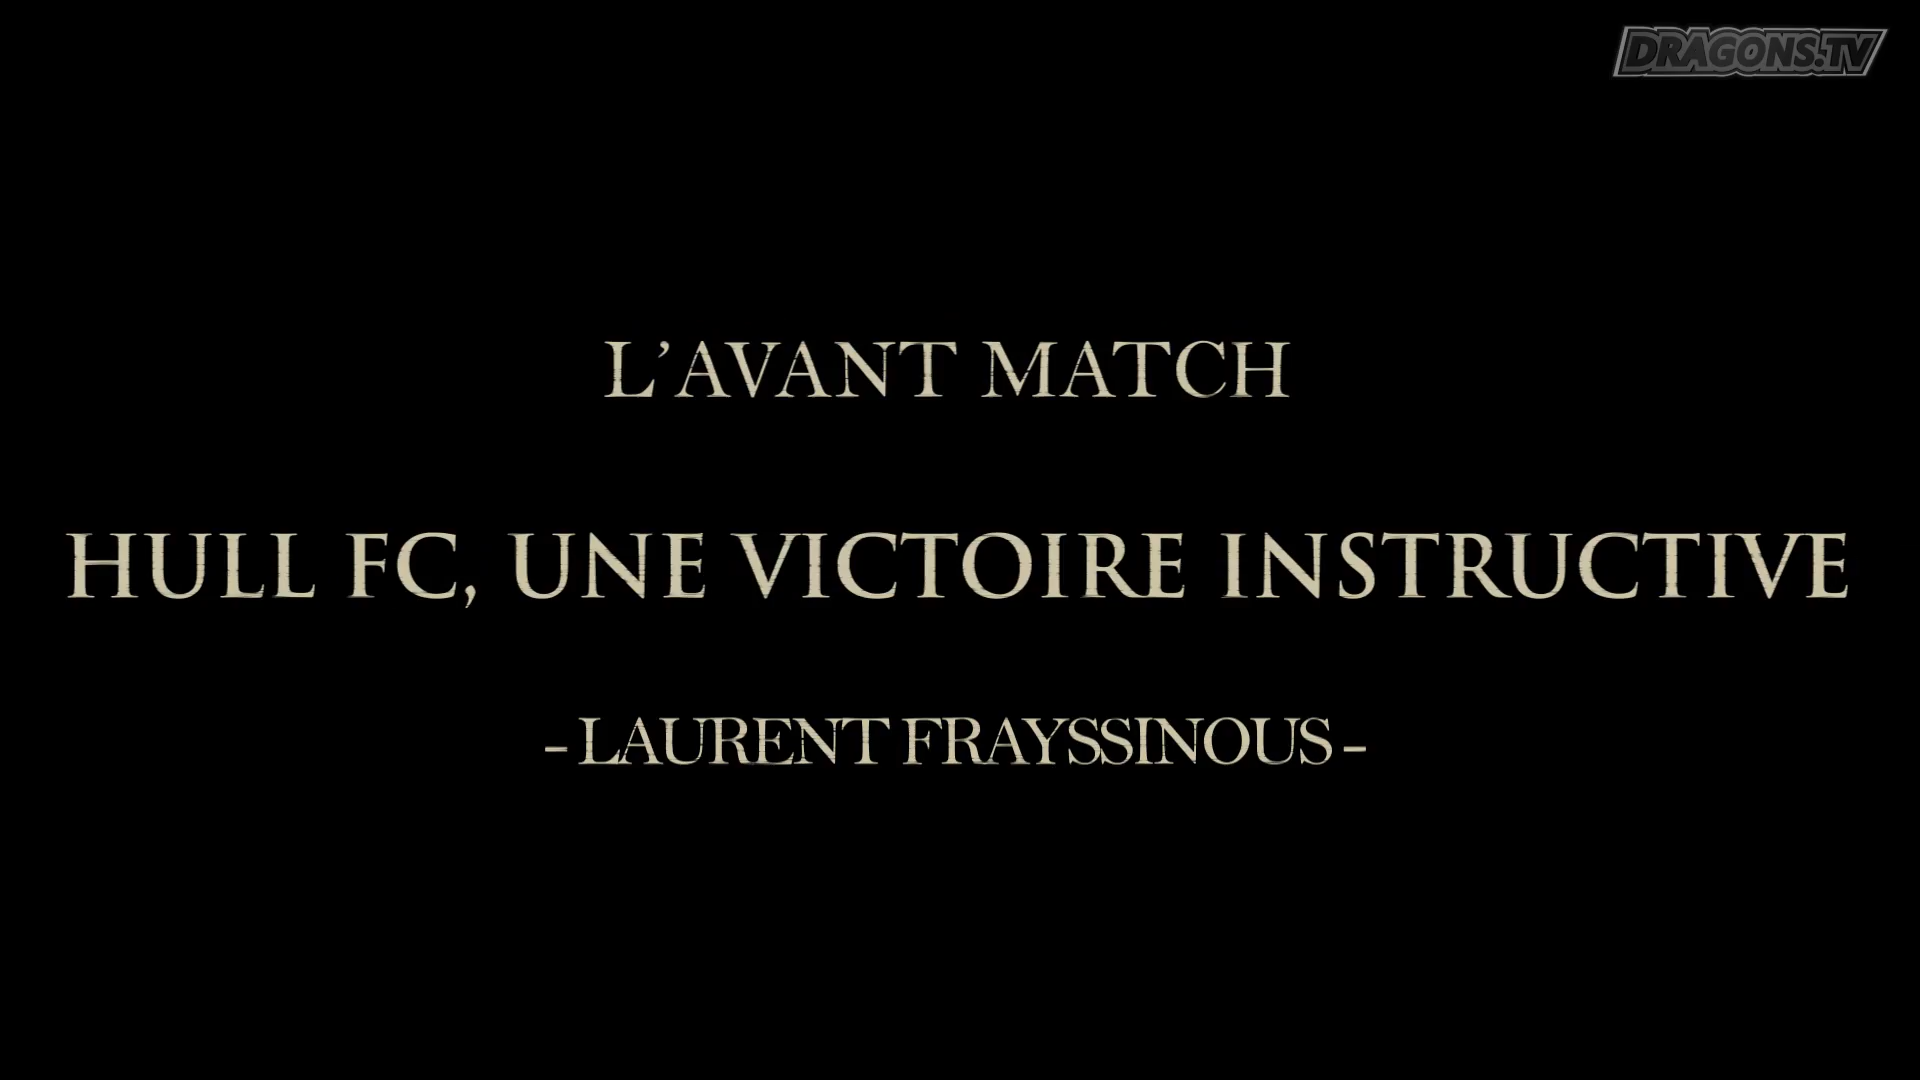 DRAGONS.TV
L'AVANT MATCH
HULL FC, UNE VICTOIRE INSTRUCTIVE
- LAURENT FRAYSSINOUS -